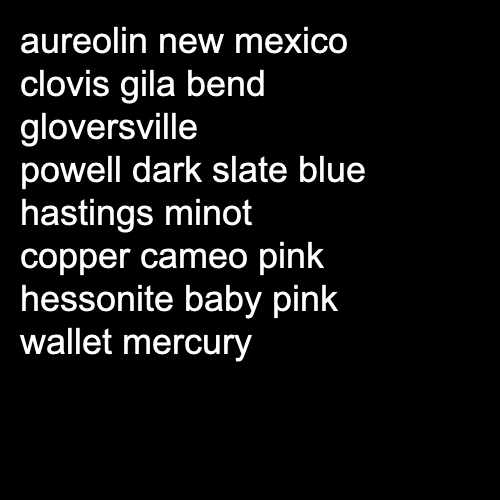 aureolin new mexico
clovis gila bend
gloversville
powell dark slate blue
hastings minot
copper cameo pink
hessonite baby pink
wallet mercury